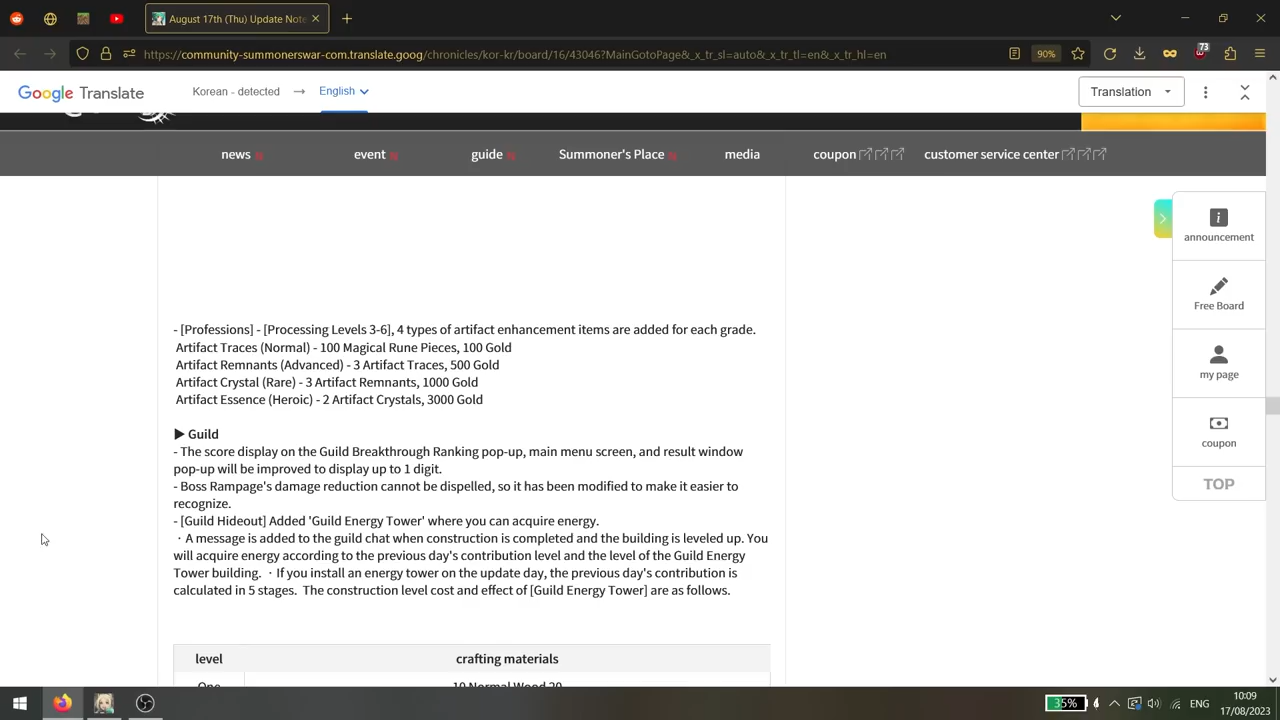 August 17th (Thu) Update Note
https://community-summonerswar-com.translate.goog/chronicles/kor-kr/board/16/43046?MainGotoPage&_x_tr_sl=auto&_x_tr_tl=en&_x_tr_hl=en
90%
73
Google Translate
Korean - detected
English
Translation
news
event
guide
Summoner's Place
media
coupon
customer service center
announcement
Free Board
my page
coupon
TOP
- [Professions] - [Processing Levels 3-6], 4 types of artifact enhancement items are added for each grade.
Artifact Traces (Normal) - 100 Magical Rune Pieces, 100 Gold
Artifact Remnants (Advanced) - 3 Artifact Traces, 500 Gold
Artifact Crystal (Rare) - 3 Artifact Remnants, 1000 Gold
Artifact Essence (Heroic) - 2 Artifact Crystals, 3000 Gold
▶ Guild
- The score display on the Guild Breakthrough Ranking pop-up, main menu screen, and result window
pop-up will be improved to display up to 1 digit.
- Boss Rampage's damage reduction cannot be dispelled, so it has been modified to make it easier to
recognize.
- [Guild Hideout] Added 'Guild Energy Tower' where you can acquire energy.
· A message is added to the guild chat when construction is completed and the building is leveled up. You
will acquire energy according to the previous day's contribution level and the level of the Guild Energy
Tower building. · If you install an energy tower on the update day, the previous day's contribution is
calculated in 5 stages. The construction level cost and effect of [Guild Energy Tower] are as follows.
level
crafting materials
One
10 Normal Wood 20
35%
ENG
10:09
17/08/2023